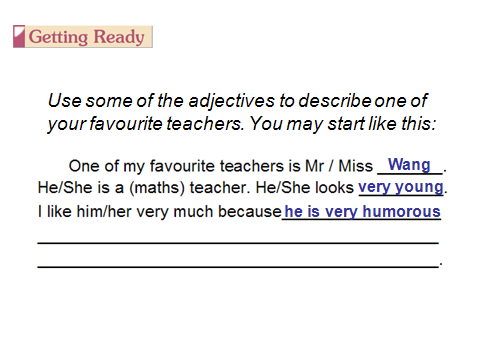 Getting Ready
Use some of the adjectives to describe one of
your favourite teachers. You may start like this:
One of my favourite teachers is Mr / Miss Wang.
He/She is a (maths) teacher. He/She looks very young.
I like him/her very much because he is very humorous
.